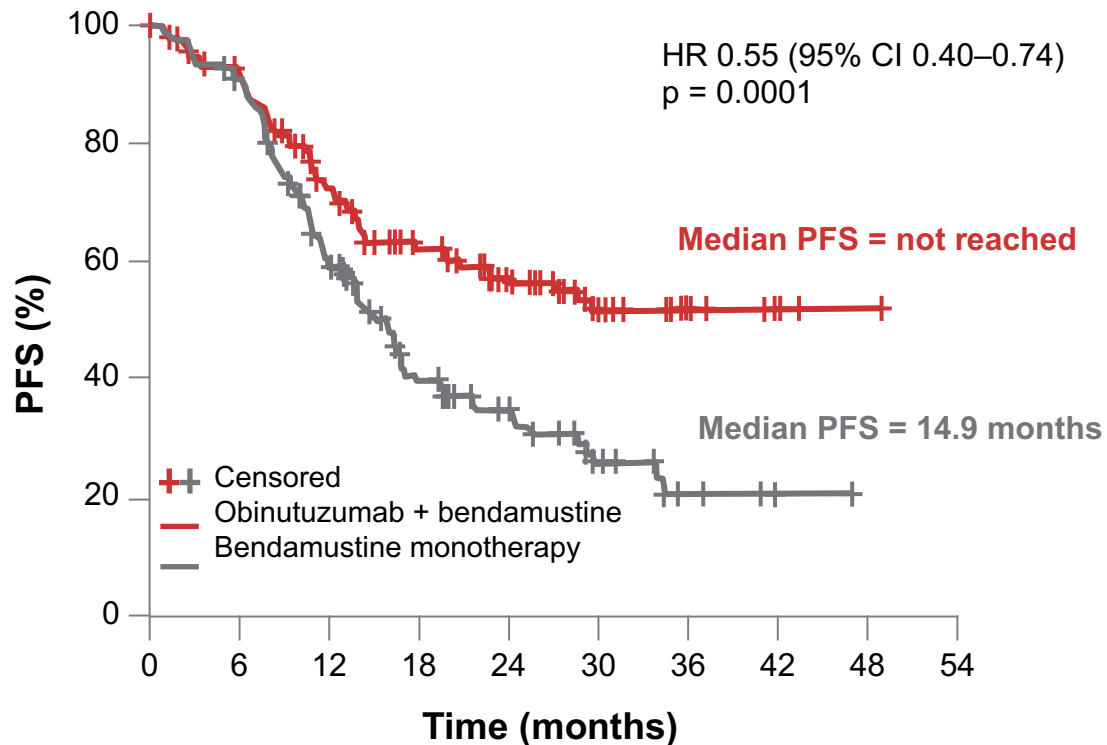 HR 0.55 (95% CI 0.40–0.74)
p = 0.0001
Median PFS = not reached
Median PFS = 14.9 months
PFS (%)
100
80
60
40
20
0
Censored
Obinutuzumab + bendamustine
Bendamustine monotherapy
0 6 12 18 24 30 36 42 48 54
Time (months)